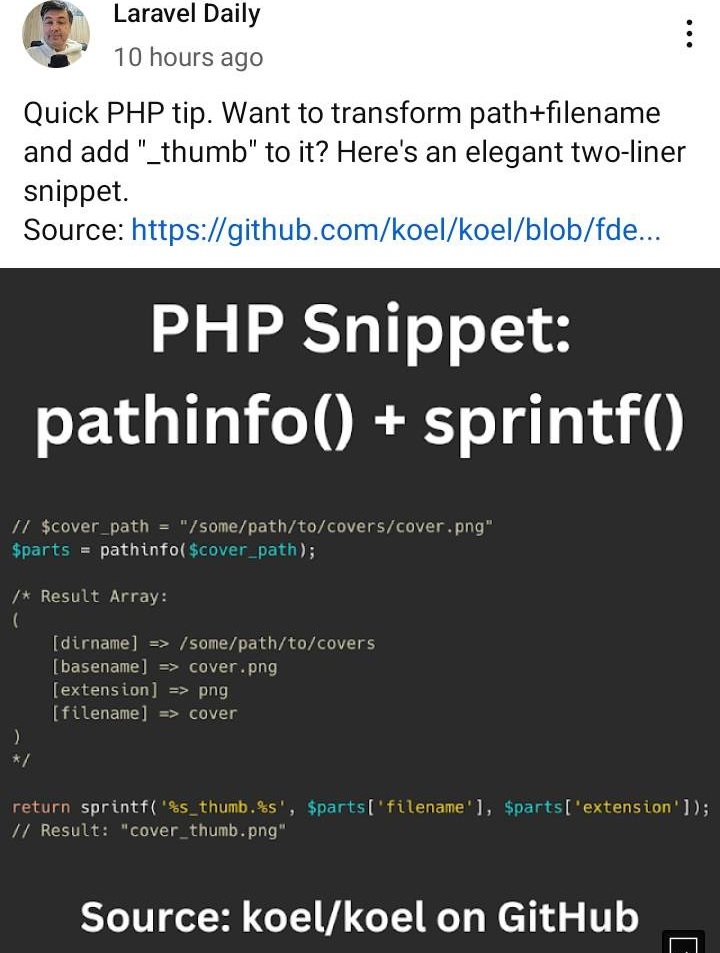 Laravel Daily
10 hours ago
Quick PHP tip. Want to transform path+filename
and add "_thumb" to it? Here's an elegant two-liner
snippet.
Source: https://github.com/koel/koel/blob/fde...
PHP Snippet:
pathinfo() + sprintf()
// $cover_path = "/some/path/to/covers/cover.png"
$parts = pathinfo($cover_path);
/* Result Array:
(
    [dirname] => /some/path/to/covers
    [basename] => cover.png
    [extension] => png
    [filename] => cover
)
*/
return sprintf('%s_thumb.%s', $parts['filename'], $parts['extension']);
// Result: "cover_thumb.png"
Source: koel/koel on GitHub